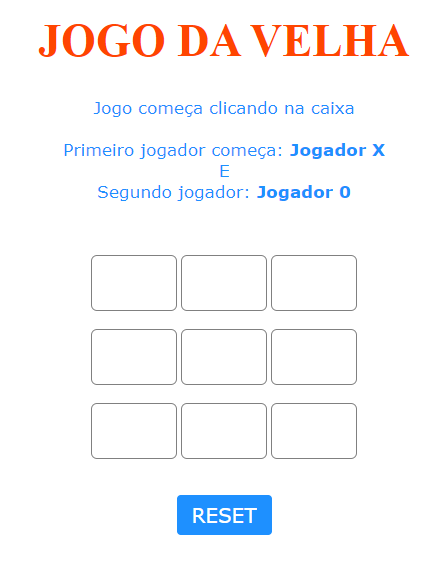 JOGO DA VELHA
Jogo começa clicando na caixa
Primeiro jogador começa: Jogador X
E
Segundo jogador: Jogador 0
RESET